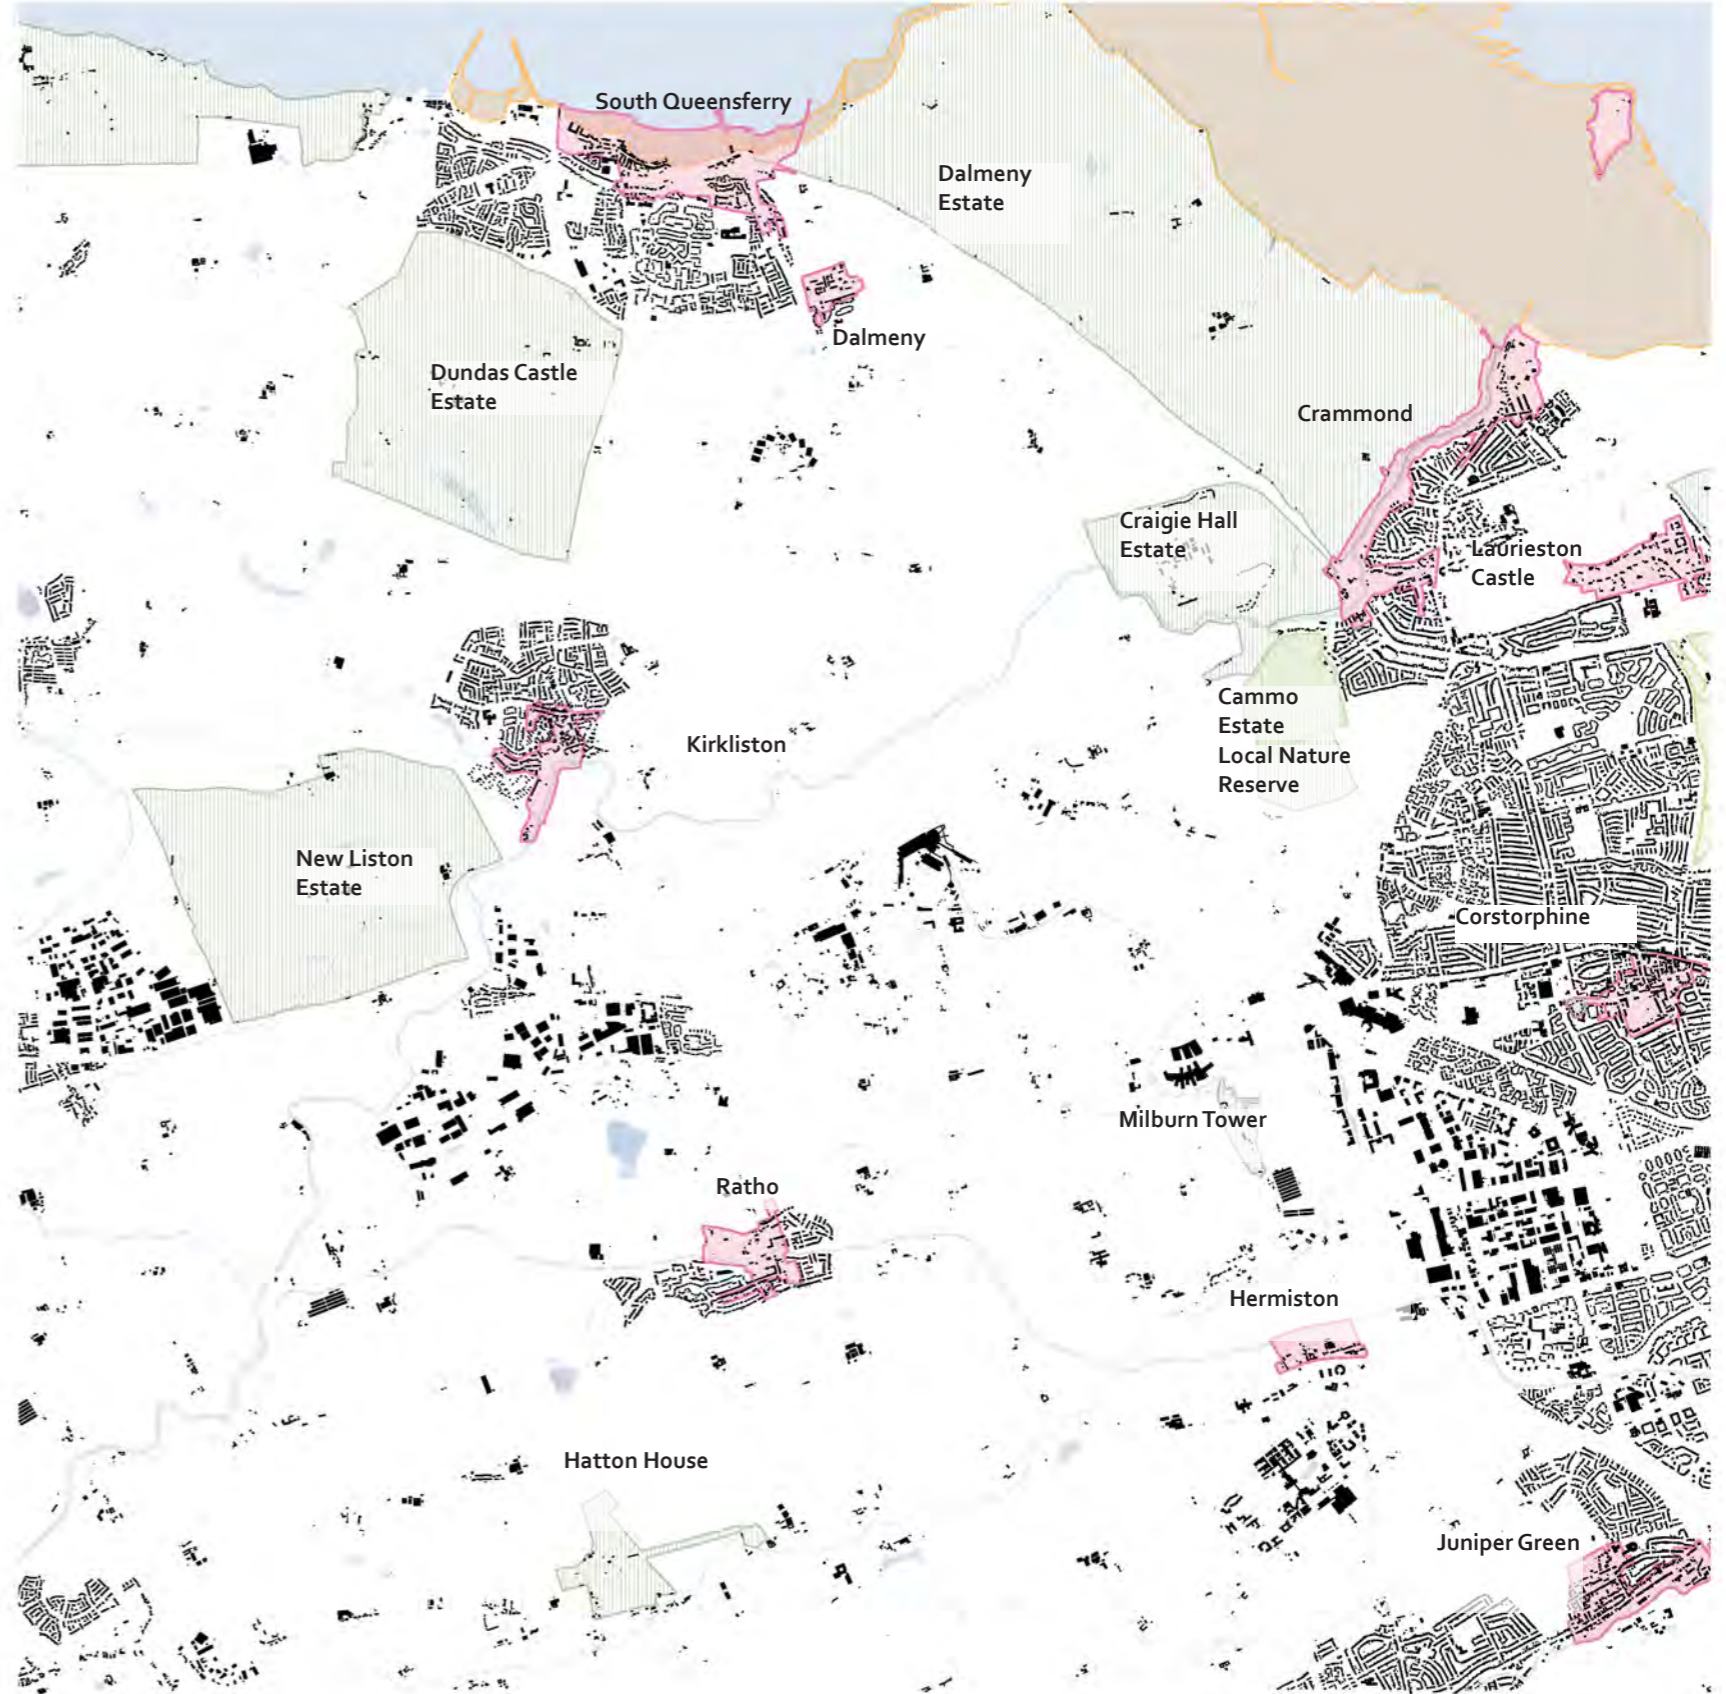 South Queensferry
Dalmeny
Estate
Dalmeny
Dundas Castle
Estate
Crammond
Craigie Hall
Estate
Laurieston
Castle
Cammo
Estate
Local Nature
Reserve
Kirkliston
New Liston
Estate
Corstorphine
Milburn Tower
Ratho
Hermiston
Hatton House
Juniper Green